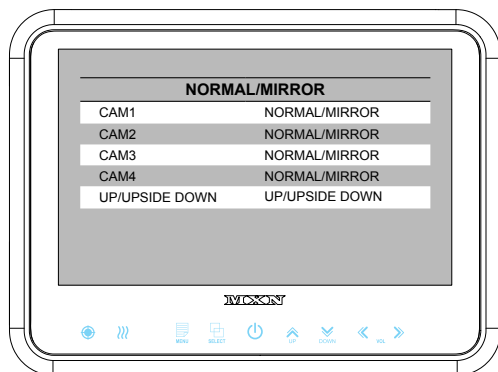 NORMAL/MIRROR
CAM1 NORMAL/MIRROR
CAM2 NORMAL/MIRROR
CAM3 NORMAL/MIRROR
CAM4 NORMAL/MIRROR
UP/UPSIDE DOWN UP/UPSIDE DOWN
MXN
MENU SELECT UP DOWN VOL